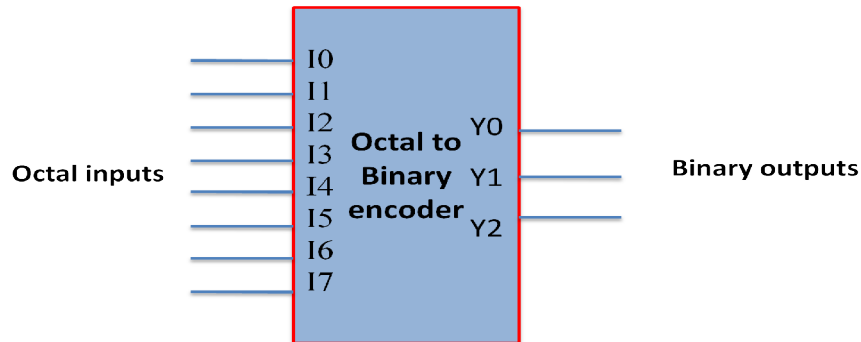 Octal inputs
I0
I1
I2
I3
I4
I5
I6
I7
Octal to
Binary
encoder
Y0
Y1
Y2
Binary outputs